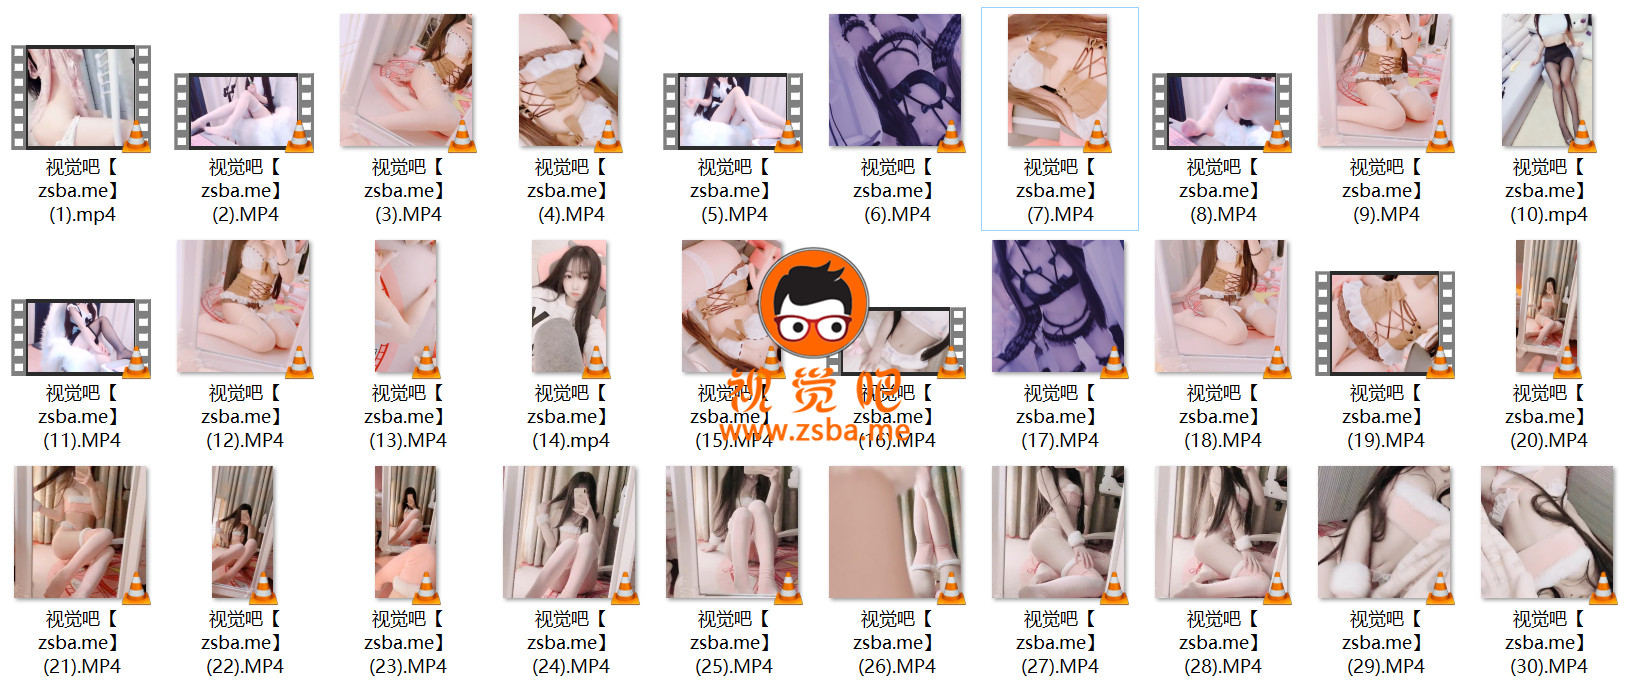 视觉吧【
zsba.me】
(1).mp4
视觉吧【
zsba.me】
(2).MP4
视觉吧【
zsba.me】
(3).MP4
视觉吧【
zsba.me】
(4).MP4
视觉吧【
zsba.me】
(5).MP4
视觉吧【
zsba.me】
(6).MP4
视觉吧【
zsba.me】
(7).MP4
视觉吧【
zsba.me】
(8).MP4
视觉吧【
zsba.me】
(9).MP4
视觉吧【
zsba.me】
(10).mp4
视觉吧【
zsba.me】
(11).MP4
视觉吧【
zsba.me】
(12).MP4
视觉吧【
zsba.me】
(13).MP4
视觉吧【
zsba.me】
(14).mp4
视觉吧【
zsba.me】
(15).MP4
视觉吧【
zsba.me】
(16).MP4
视觉吧
www.zsba.me
视觉吧【
zsba.me】
(17).MP4
视觉吧【
zsba.me】
(18).MP4
视觉吧【
zsba.me】
(19).MP4
视觉吧【
zsba.me】
(20).MP4
视觉吧【
zsba.me】
(21).MP4
视觉吧【
zsba.me】
(22).MP4
视觉吧【
zsba.me】
(23).MP4
视觉吧【
zsba.me】
(24).MP4
视觉吧【
zsba.me】
(25).MP4
视觉吧【
zsba.me】
(26).MP4
视觉吧【
zsba.me】
(27).MP4
视觉吧【
zsba.me】
(28).MP4
视觉吧【
zsba.me】
(29).MP4
视觉吧【
zsba.me】
(30).MP4